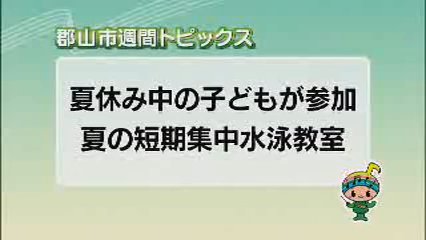 郡山市週間トピックス
夏休み中の子どもが参加
夏の短期集中水泳教室